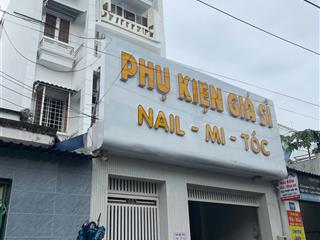 PHỤ KIỆN GIÁ SỈ
NAIL - MI - TÓC